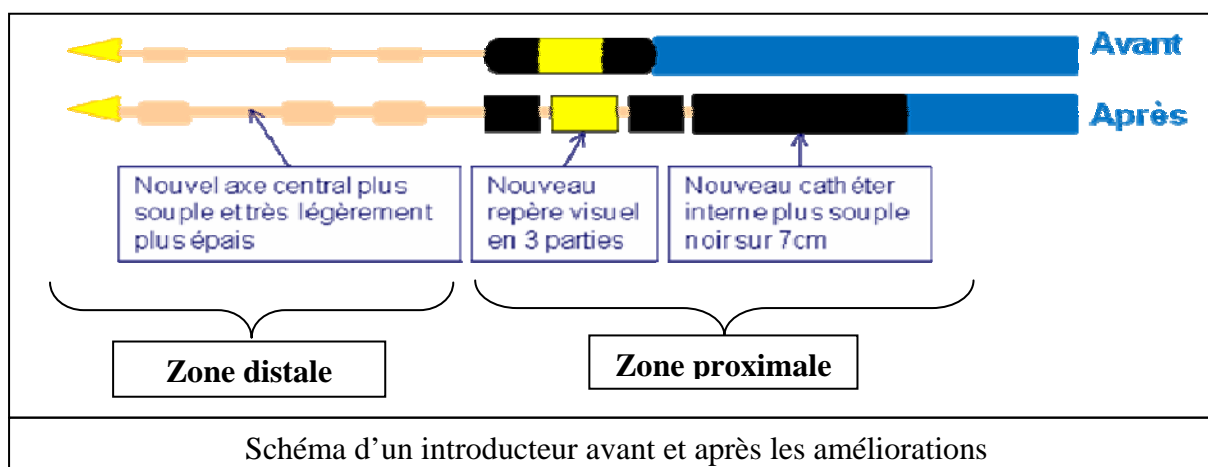 Avant
Après
Nouvel axe central plus
souple et très légèrement
plus épais
Nouveau
repère visuel
en 3 parties
Nouveau cathéter
interne plus souple
noir sur 7cm
Zone distale
Zone proximale
Schéma d'un introducteur avant et après les améliorations